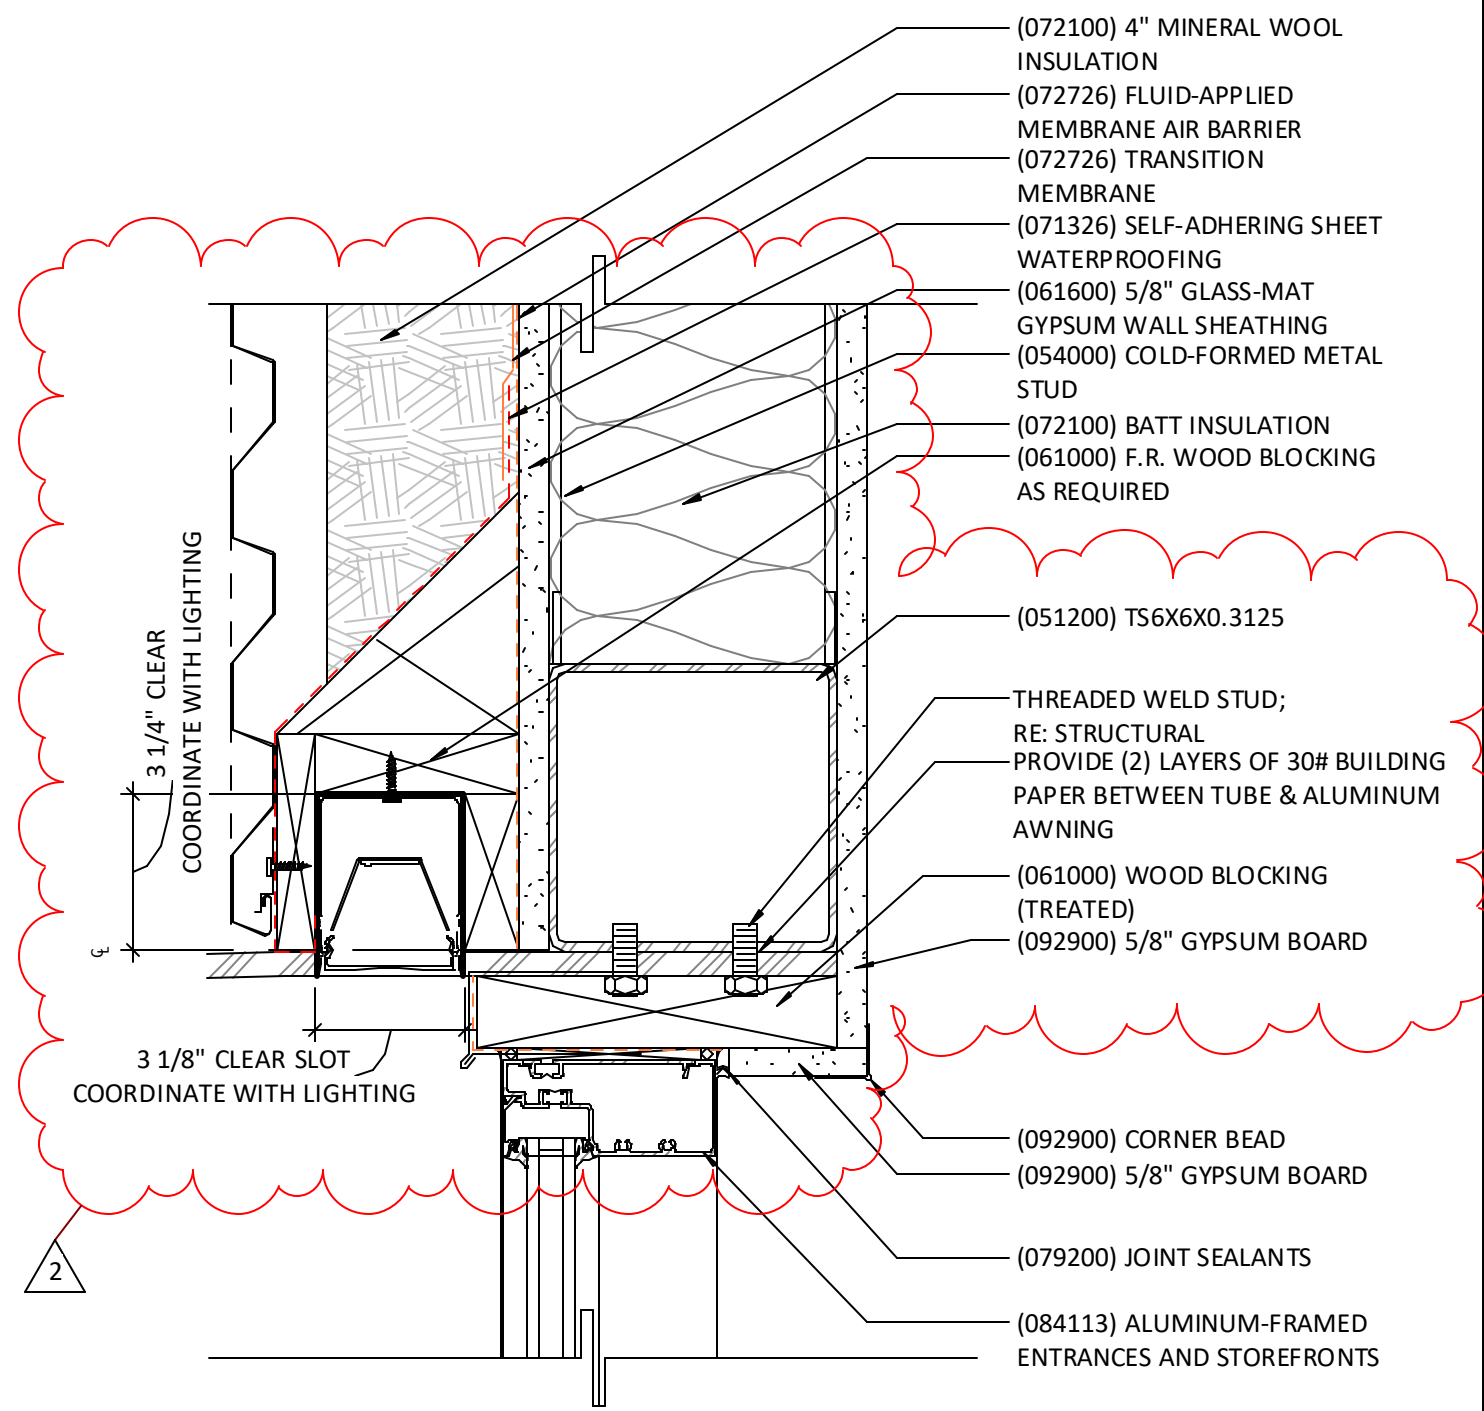 (072100) 4" MINERAL WOOL
INSULATION
(072726) FLUID-APPLIED
MEMBRANE AIR BARRIER
(072726) TRANSITION
MEMBRANE
(071326) SELF-ADHERING SHEET
WATERPROOFING
(061600) 5/8" GLASS-MAT
GYPSUM WALL SHEATHING
(054000) COLD-FORMED METAL
STUD
(072100) BATT INSULATION
(061000) F.R. WOOD BLOCKING
AS REQUIRED
(051200) TS6X6X0.3125
THREADED WELD STUD;
RE: STRUCTURAL
PROVIDE (2) LAYERS OF 30# BUILDING
PAPER BETWEEN TUBE & ALUMINUM
AWNING
(061000) WOOD BLOCKING
(TREATED)
(092900) 5/8" GYPSUM BOARD
(092900) CORNER BEAD
(092900) 5/8" GYPSUM BOARD
(079200) JOINT SEALANTS
(084113) ALUMINUM-FRAMED
ENTRANCES AND STOREFRONTS
3 1/4" CLEAR
COORDINATE WITH LIGHTING
℄
3 1/8" CLEAR SLOT
COORDINATE WITH LIGHTING
2